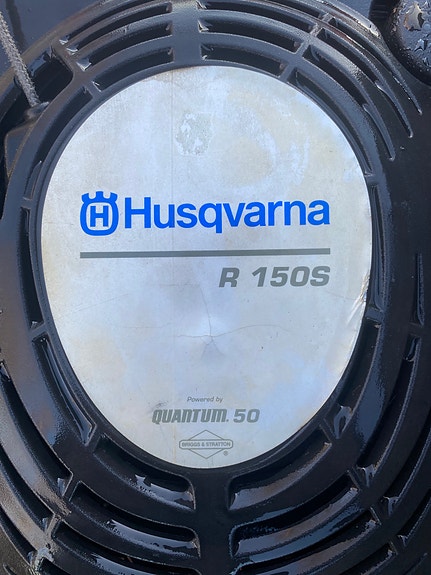 H Husqvarna
R 150S
Powered by
QUANTUM. 50
BRIGGS & STRATTON
®